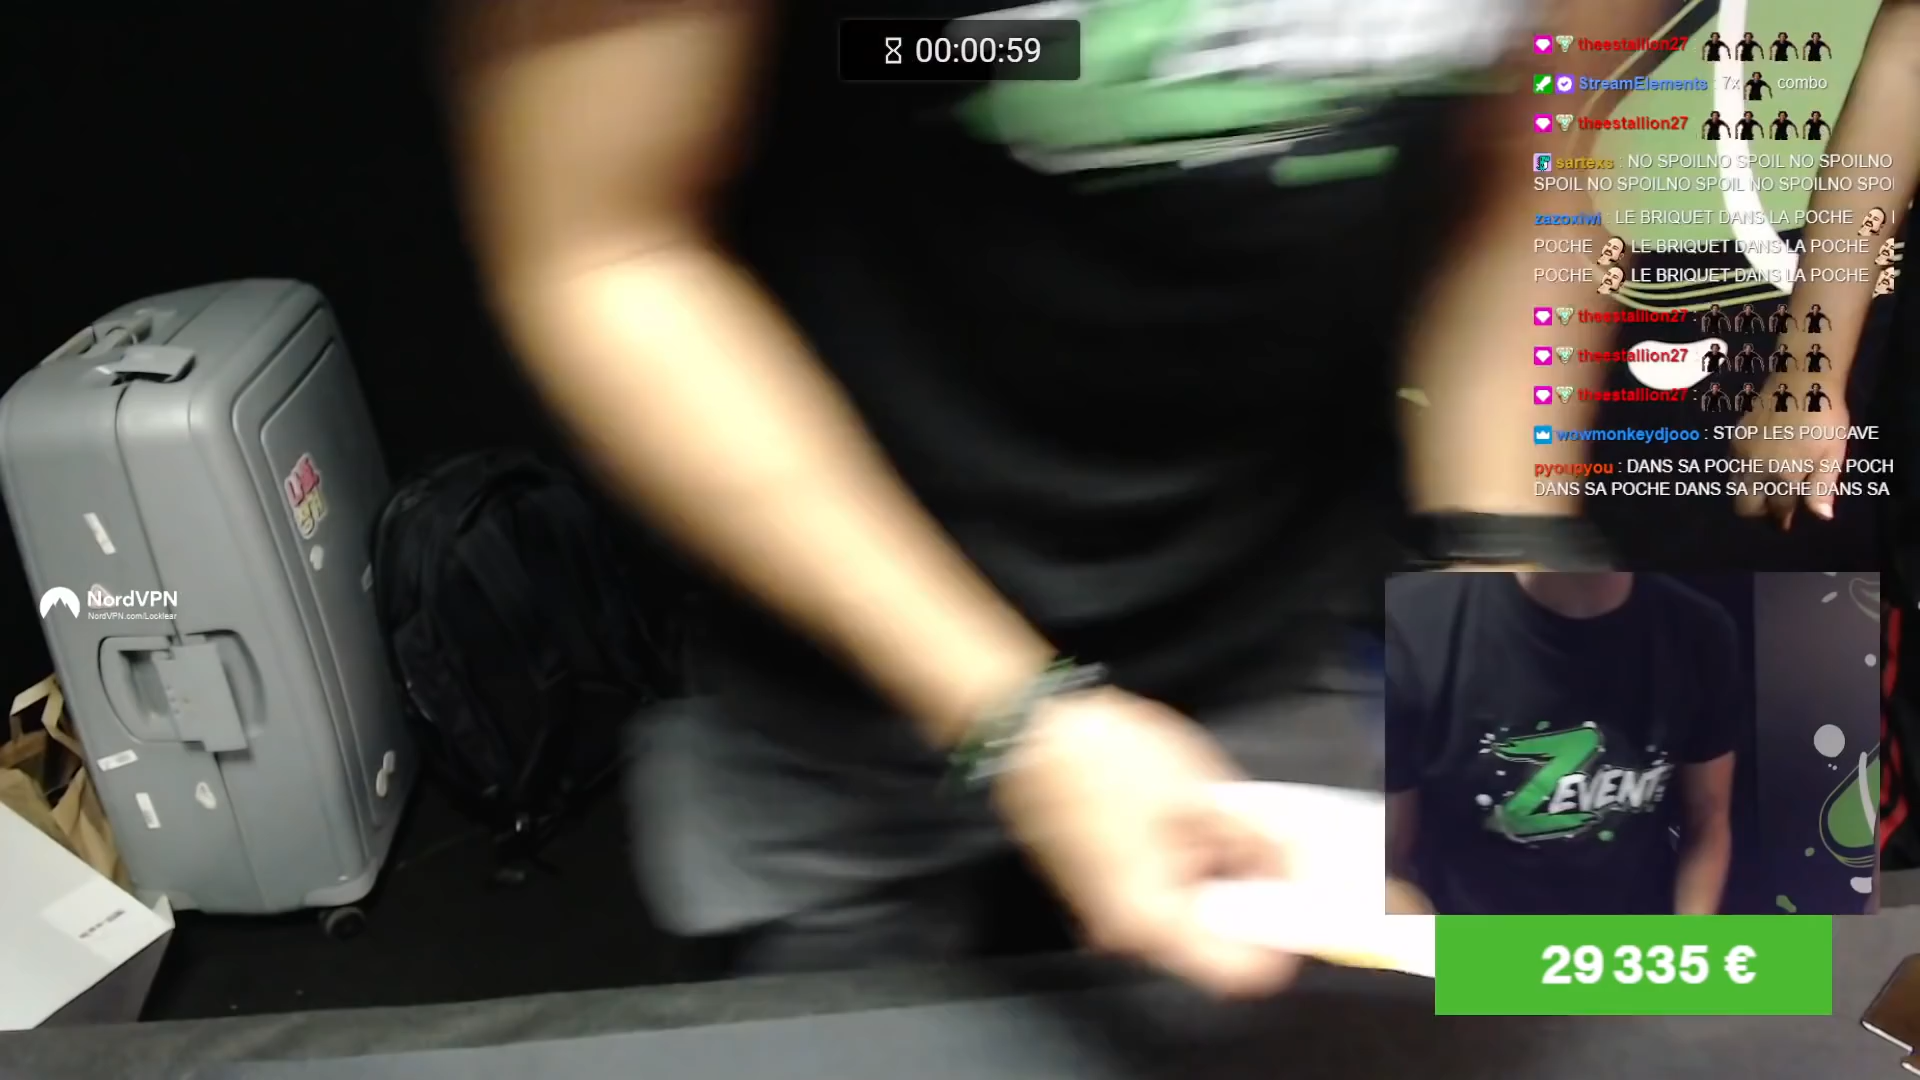 00:00:59
theestallion27 :
StreamElements : 7x combo
theestallion27 :
sartexs : NO SPOILNO SPOIL NO SPOILNO
SPOIL NO SPOILNO SPOIL NO SPOILNO SPOI
zazoxiwi : LE BRIQUET DANS LA POCHE
POCHE LE BRIQUET DANS LA POCHE
POCHE LE BRIQUET DANS LA POCHE
theestallion27 :
theestallion27 :
theestallion27 :
wowmonkeydjooo : STOP LES POUCAVE
pyoupyou : DANS SA POCHE DANS SA POCH
DANS SA POCHE DANS SA POCHE DANS SA
NordVPN
NordVPN.com/Locklear
Z EVENT
29 335 €